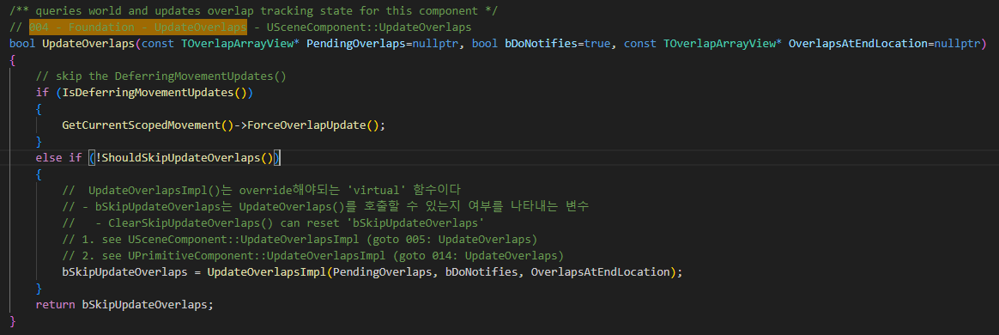 /** queries world and updates overlap tracking state for this component */
// 004 - Foundation - UpdateOverlaps - USceneComponent::UpdateOverlaps
bool UpdateOverlaps(const TOverlapArrayView* PendingOverlaps=nullptr, bool bDoNotifies=true, const TOverlapArrayView* OverlapsAtEndLocation=nullptr)
{
    // skip the DeferringMovementUpdates()
    if (IsDeferringMovementUpdates())
    {
        GetCurrentScopedMovement()->ForceOverlapUpdate();
    }
    else if (!ShouldSkipUpdateOverlaps())
    {
        //  UpdateOverlapsImpl()는 override해야되는 'virtual' 함수이다
        // - bSkipUpdateOverlaps는 UpdateOverlaps()를 호출할 수 있는지 여부를 나타내는 변수
        //   - ClearSkipUpdateOverlaps() can reset 'bSkipUpdateOverlaps'
        // 1. see USceneComponent::UpdateOverlapsImpl (goto 005: UpdateOverlaps)
        // 2. see UPrimitiveComponent::UpdateOverlapsImpl (goto 014: UpdateOverlaps)
        bSkipUpdateOverlaps = UpdateOverlapsImpl(PendingOverlaps, bDoNotifies, OverlapsAtEndLocation);
    }
    return bSkipUpdateOverlaps;
}